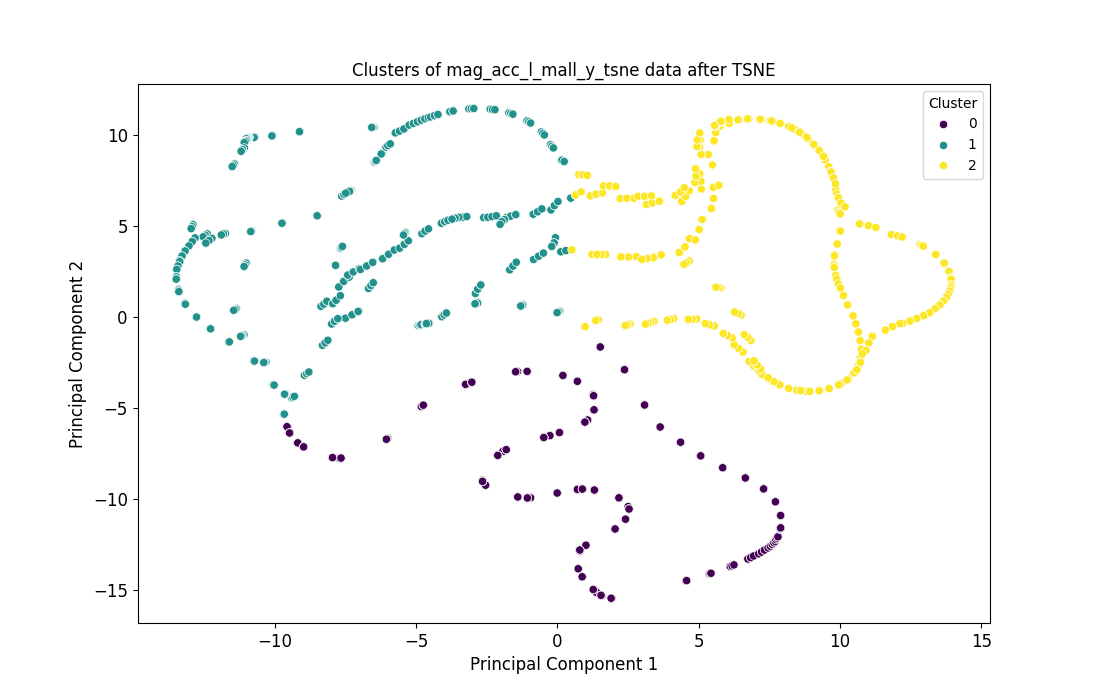 Clusters of mag_acc_l_mall_y_tsne data after TSNE
Cluster
0
1
2
10
5
0
−5
−10
−15
Principal Component 2
−10 −5 0 5 10 15
Principal Component 1